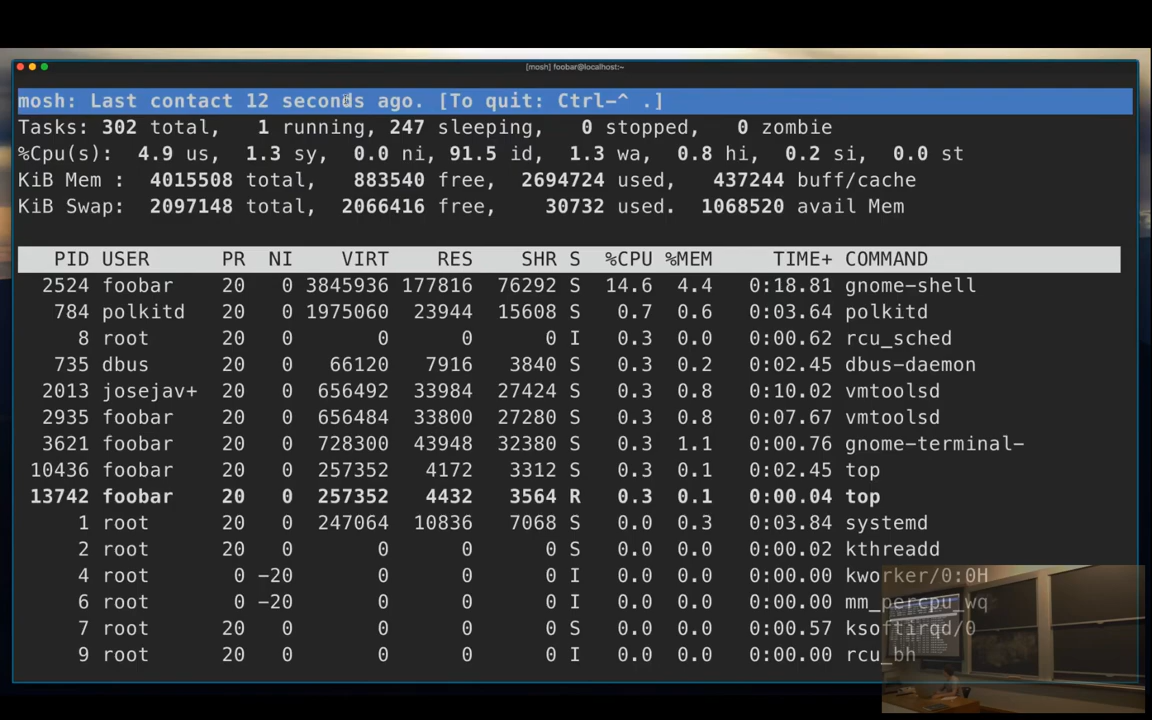 [mosh] foobar@localhost:~
mosh: Last contact 12 seconds ago. [To quit: Ctrl-^ .]
Tasks: 302 total, 1 running, 247 sleeping, 0 stopped, 0 zombie
%Cpu(s): 4.9 us, 1.3 sy, 0.0 ni, 91.5 id, 1.3 wa, 0.8 hi, 0.2 si, 0.0 st
KiB Mem : 4015508 total, 883540 free, 2694724 used, 437244 buff/cache
KiB Swap: 2097148 total, 2066416 free, 30732 used. 1068520 avail Mem
PID USER PR NI VIRT RES SHR S %CPU %MEM TIME+ COMMAND
2524 foobar 20 0 3845936 177816 76292 S 14.6 4.4 0:18.81 gnome-shell
784 polkitd 20 0 1975060 23944 15608 S 0.7 0.6 0:03.64 polkitd
8 root 20 0 0 0 0 I 0.3 0.0 0:00.62 rcu_sched
735 dbus 20 0 66120 7916 3840 S 0.3 0.2 0:02.45 dbus-daemon
2013 josejav+ 20 0 656492 33984 27424 S 0.3 0.8 0:10.02 vmtoolsd
2935 foobar 20 0 656484 33800 27280 S 0.3 0.8 0:07.67 vmtoolsd
3621 foobar 20 0 728300 43948 32380 S 0.3 1.1 0:00.76 gnome-terminal-
10436 foobar 20 0 257352 4172 3312 S 0.3 0.1 0:02.45 top
13742 foobar 20 0 257352 4432 3564 R 0.3 0.1 0:00.04 top
1 root 20 0 247064 10836 7068 S 0.0 0.3 0:03.84 systemd
2 root 20 0 0 0 0 S 0.0 0.0 0:00.02 kthreadd
4 root 0 -20 0 0 0 I 0.0 0.0 0:00.00 kworker/0:0H
6 root 0 -20 0 0 0 I 0.0 0.0 0:00.00 mm_percpu_wq
7 root 20 0 0 0 0 S 0.0 0.0 0:00.57 ksoftirqd/0
9 root 20 0 0 0 0 I 0.0 0.0 0:00.00 rcu_bh